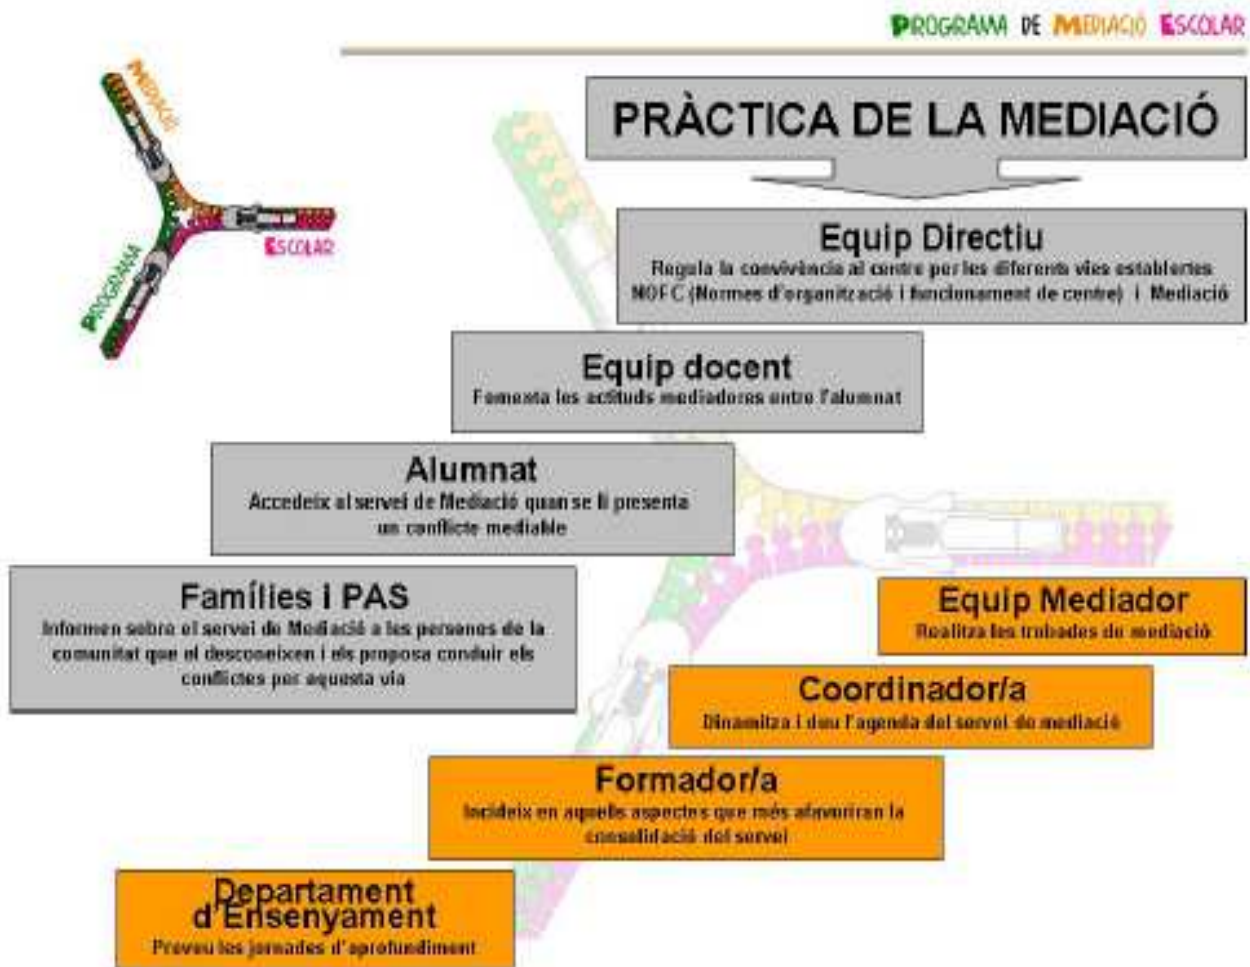 PROGRAMA DE MEDIACIÓ ESCOLAR
MEDIACIÓ
ESCOLAR
PROGRAMA
PRÀCTICA DE LA MEDIACIÓ
Equip Directiu
Regula la convivència al centre per les diferents vies establertes
NOFC (Normes d'organització i funcionament de centre) i Mediació
Equip docent
Fomenta les actituds mediadores entre l'alumnat
Alumnat
Accedeix al servei de Mediació quan se li presenta
un conflicte mediable
Famílies i PAS
Informen sobre el servei de Mediació a les persones de la
comunitat que el desconeixen i els proposa conduir els
conflictes per aquesta via
Equip Mediador
Realitza les trobades de mediació
Coordinador/a
Dinamitza i duu l'agenda del servei de mediació
Formador/a
Incideix en aquells aspectes que més afavoriran la
consolidació del servei
Departament
d'Ensenyament
Preveu les jornades d'aprofundiment